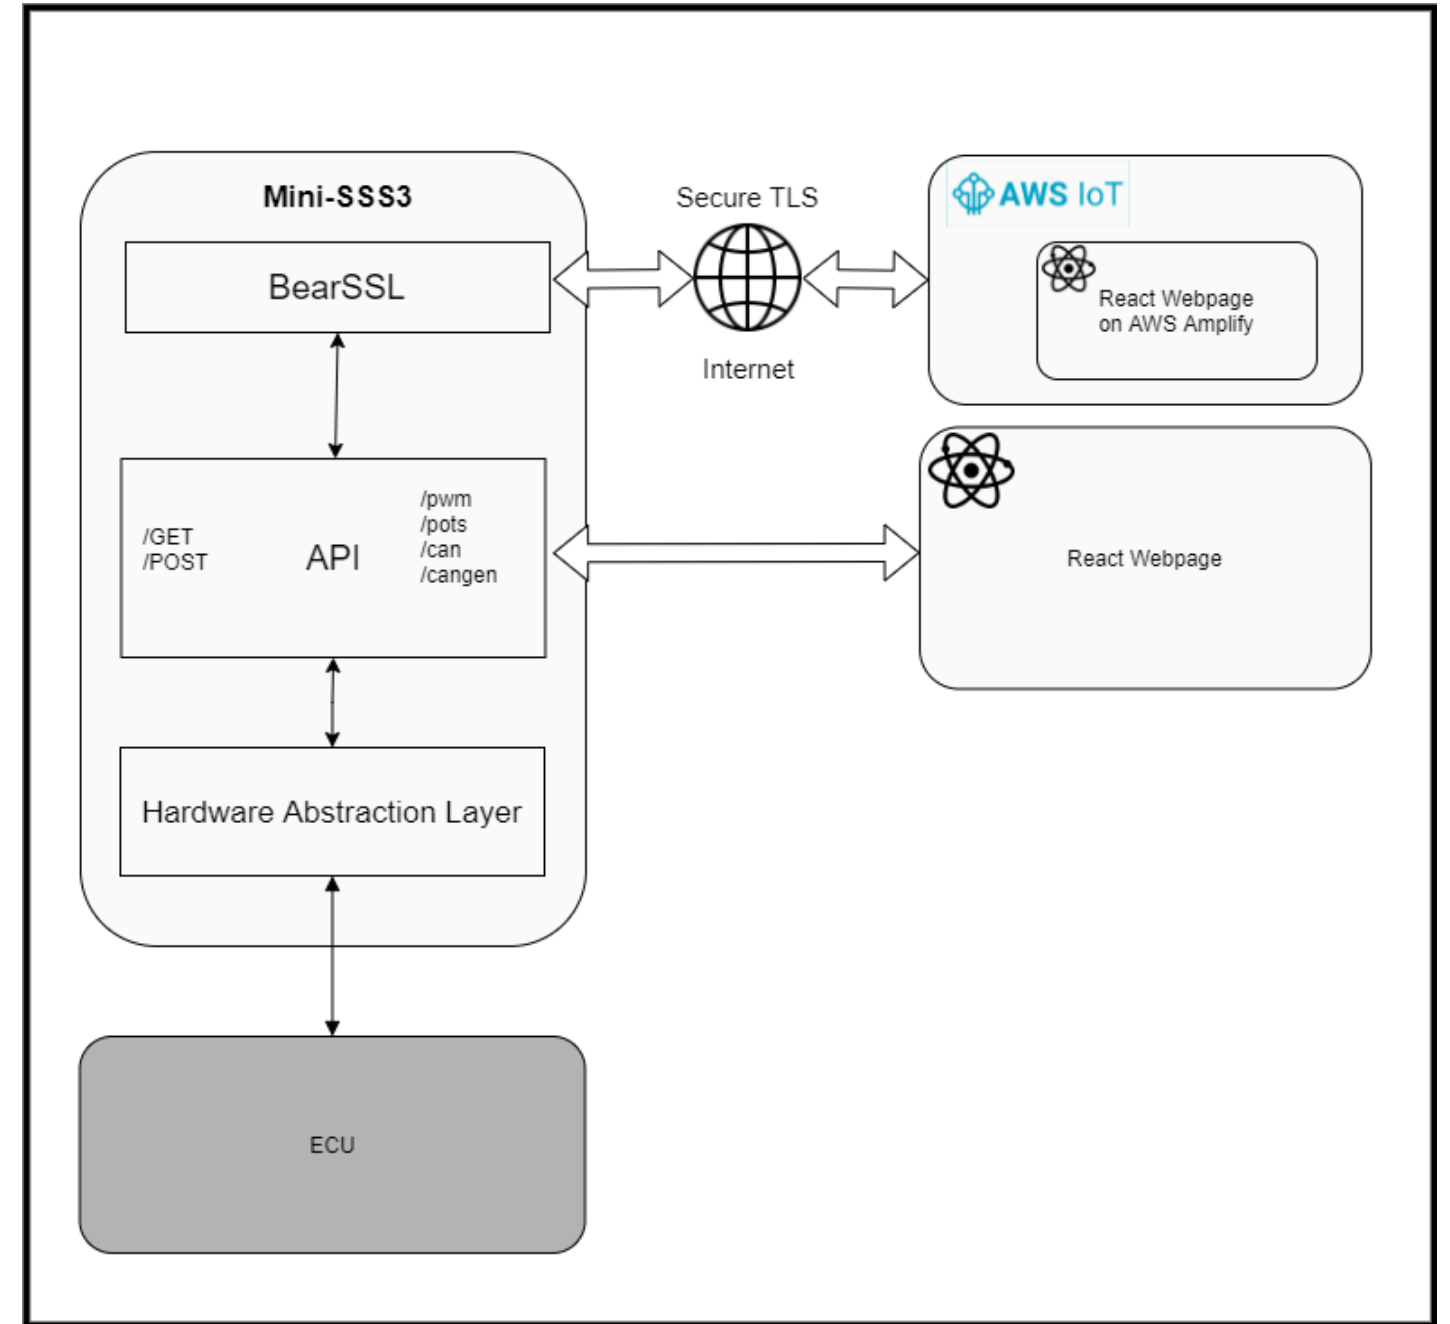 Mini-SSS3
BearSSL
Secure TLS
Internet
AWS IoT
React Webpage
on AWS Amplify
/GET
/POST
API
/pwm
/pots
/can
/cangen
React Webpage
Hardware Abstraction Layer
ECU